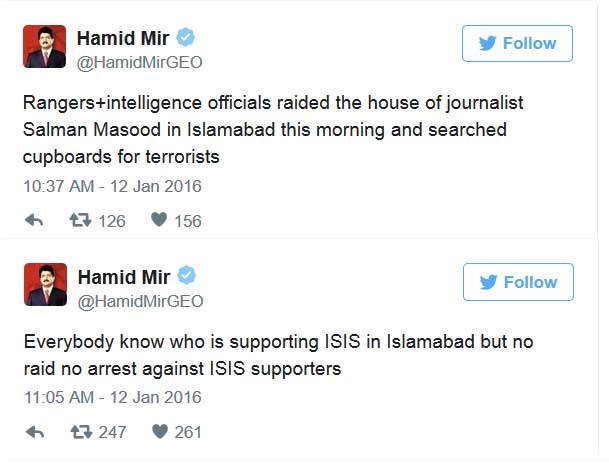 Hamid Mir
Follow
@HamidMirGEO
Rangers+intelligence officials raided the house of journalist
Salman Masood in Islamabad this morning and searched
cupboards for terrorists
10:37 AM - 12 Jan 2016
126 156
Hamid Mir
Follow
@HamidMirGEO
Everybody know who is supporting ISIS in Islamabad but no
raid no arrest against ISIS supporters
11:05 AM - 12 Jan 2016
247 261